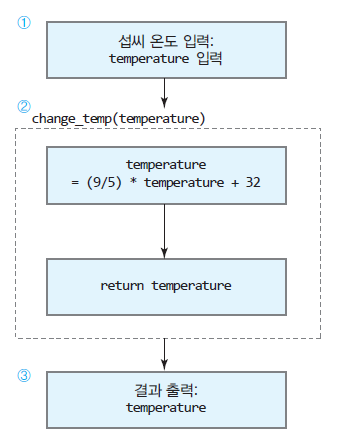 ①
섭씨 온도 입력:
temperature 입력
②
change_temp(temperature)
temperature
= (9/5) * temperature + 32
return temperature
③
결과 출력:
temperature